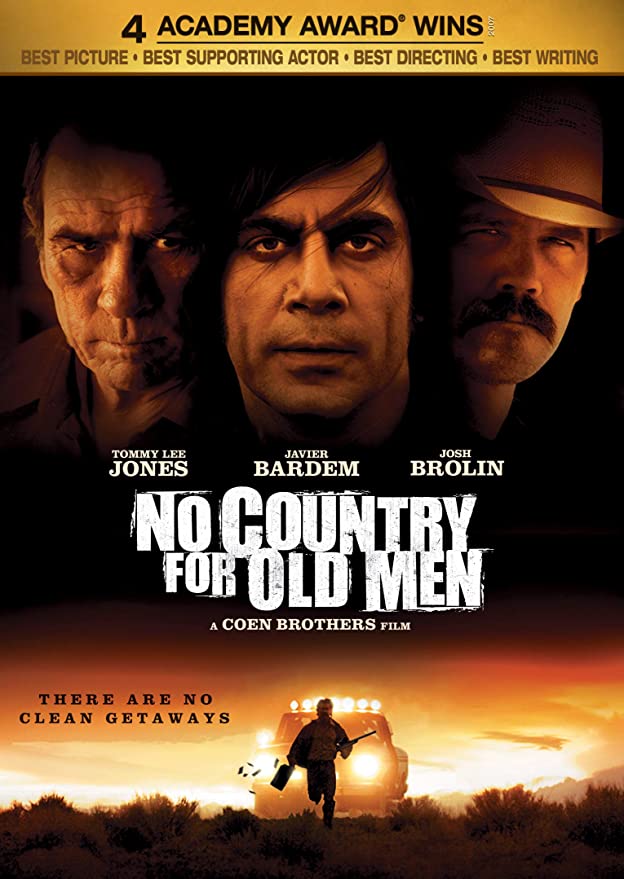 4 ACADEMY AWARD® WINS 2007
BEST PICTURE • BEST SUPPORTING ACTOR • BEST DIRECTING • BEST WRITING
TOMMY LEE JONES
JAVIER BARDEM
JOSH BROLIN
NO COUNTRY
FOR OLD MEN
A COEN BROTHERS FILM
THERE ARE NO
CLEAN GETAWAYS